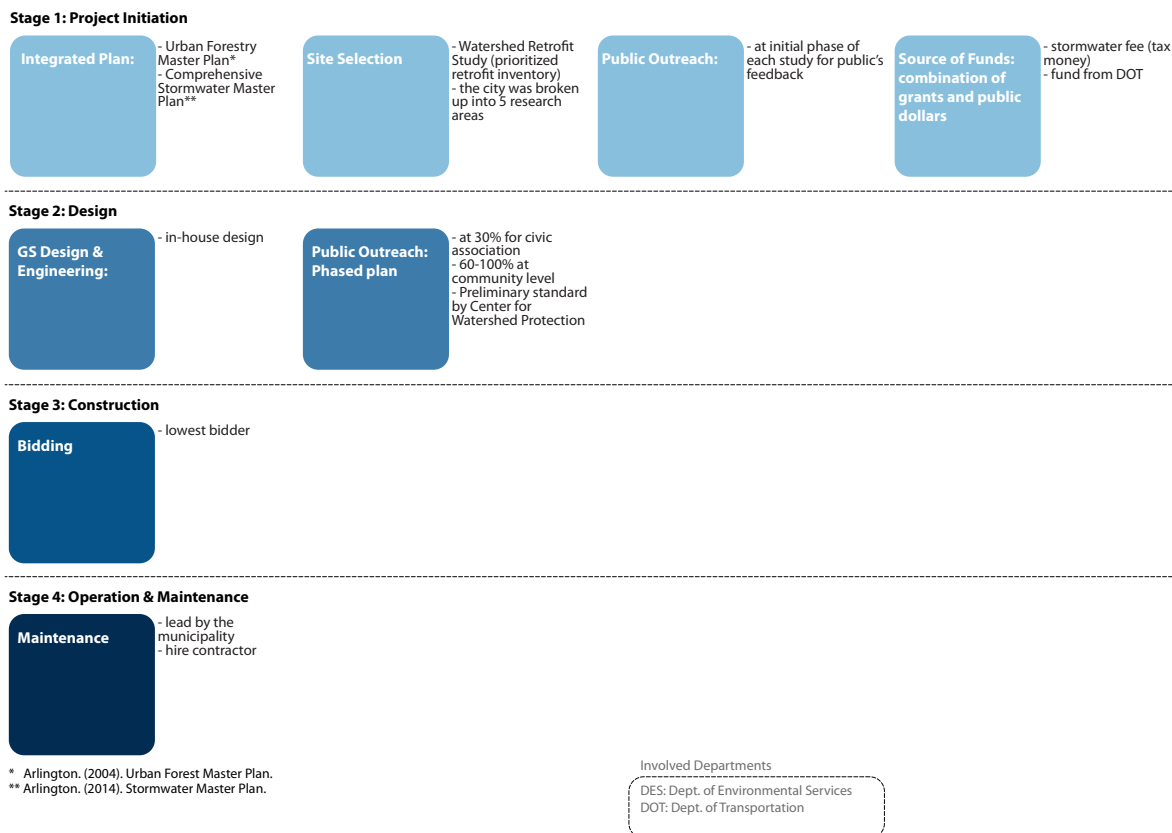 Stage 1: Project Initiation
Integrated Plan:
- Urban Forestry
Master Plan*
- Comprehensive
Stormwater Master
Plan**
Site Selection
- Watershed Retrofit
Study (prioritized
retrofit inventory)
- the city was broken
up into 5 research
areas
Public Outreach:
- at initial phase of
each study for public's
feedback
Source of Funds:
combination of
grants and public
dollars
- stormwater fee (tax
money)
- fund from DOT
Stage 2: Design
GS Design &
Engineering:
- in-house design
Public Outreach:
Phased plan
- at 30% for civic
association
- 60-100% at
community level
- Preliminary standard
by Center for
Watershed Protection
Stage 3: Construction
Bidding
- lowest bidder
Stage 4: Operation & Maintenance
Maintenance
- lead by the
municipality
- hire contractor
* Arlington. (2004). Urban Forest Master Plan.
** Arlington. (2014). Stormwater Master Plan.
Involved Departments
DES: Dept. of Environmental Services
DOT: Dept. of Transportation